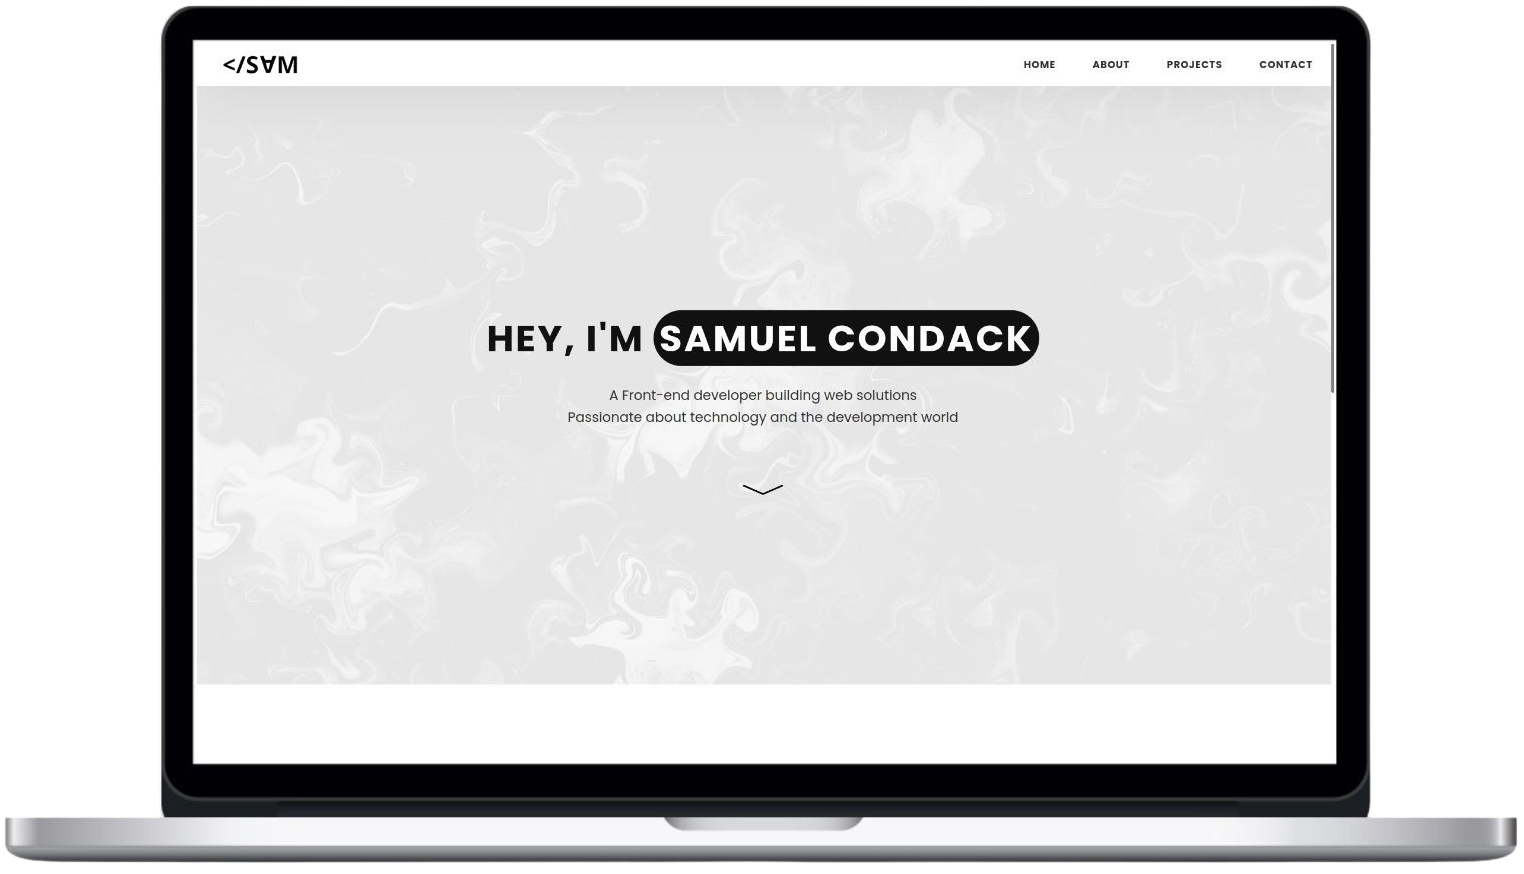 </S∀M
HOME ABOUT PROJECTS CONTACT
HEY, I'M SAMUEL CONDACK
A Front-end developer building web solutions
Passionate about technology and the development world